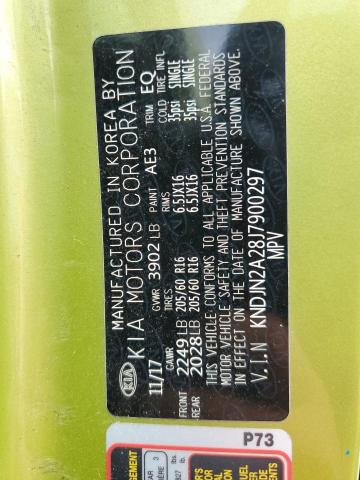 MANUFACTURED IN KOREA BY
KIA KIA MOTORS CORPORATION
11/17 GVWR 3902 LB PAINT AE3 TRIM EQ
GAWR TIRES RIMS COLD TIRE INFL
FRONT 2249 LB 205/60 R16 6.5JX16 35psi SINGLE
REAR 2028 LB 205/60 R16 6.5JX16 35psi SINGLE
THIS VEHICLE CONFORMS TO ALL APPLICABLE U.S.A. FEDERAL
MOTOR VEHICLE SAFETY AND THEFT PREVENTION STANDARDS
IN EFFECT ON THE DATE OF MANUFACTURE SHOWN ABOVE.
V.I.N KNDJN2A28J7900297
MPV
P73